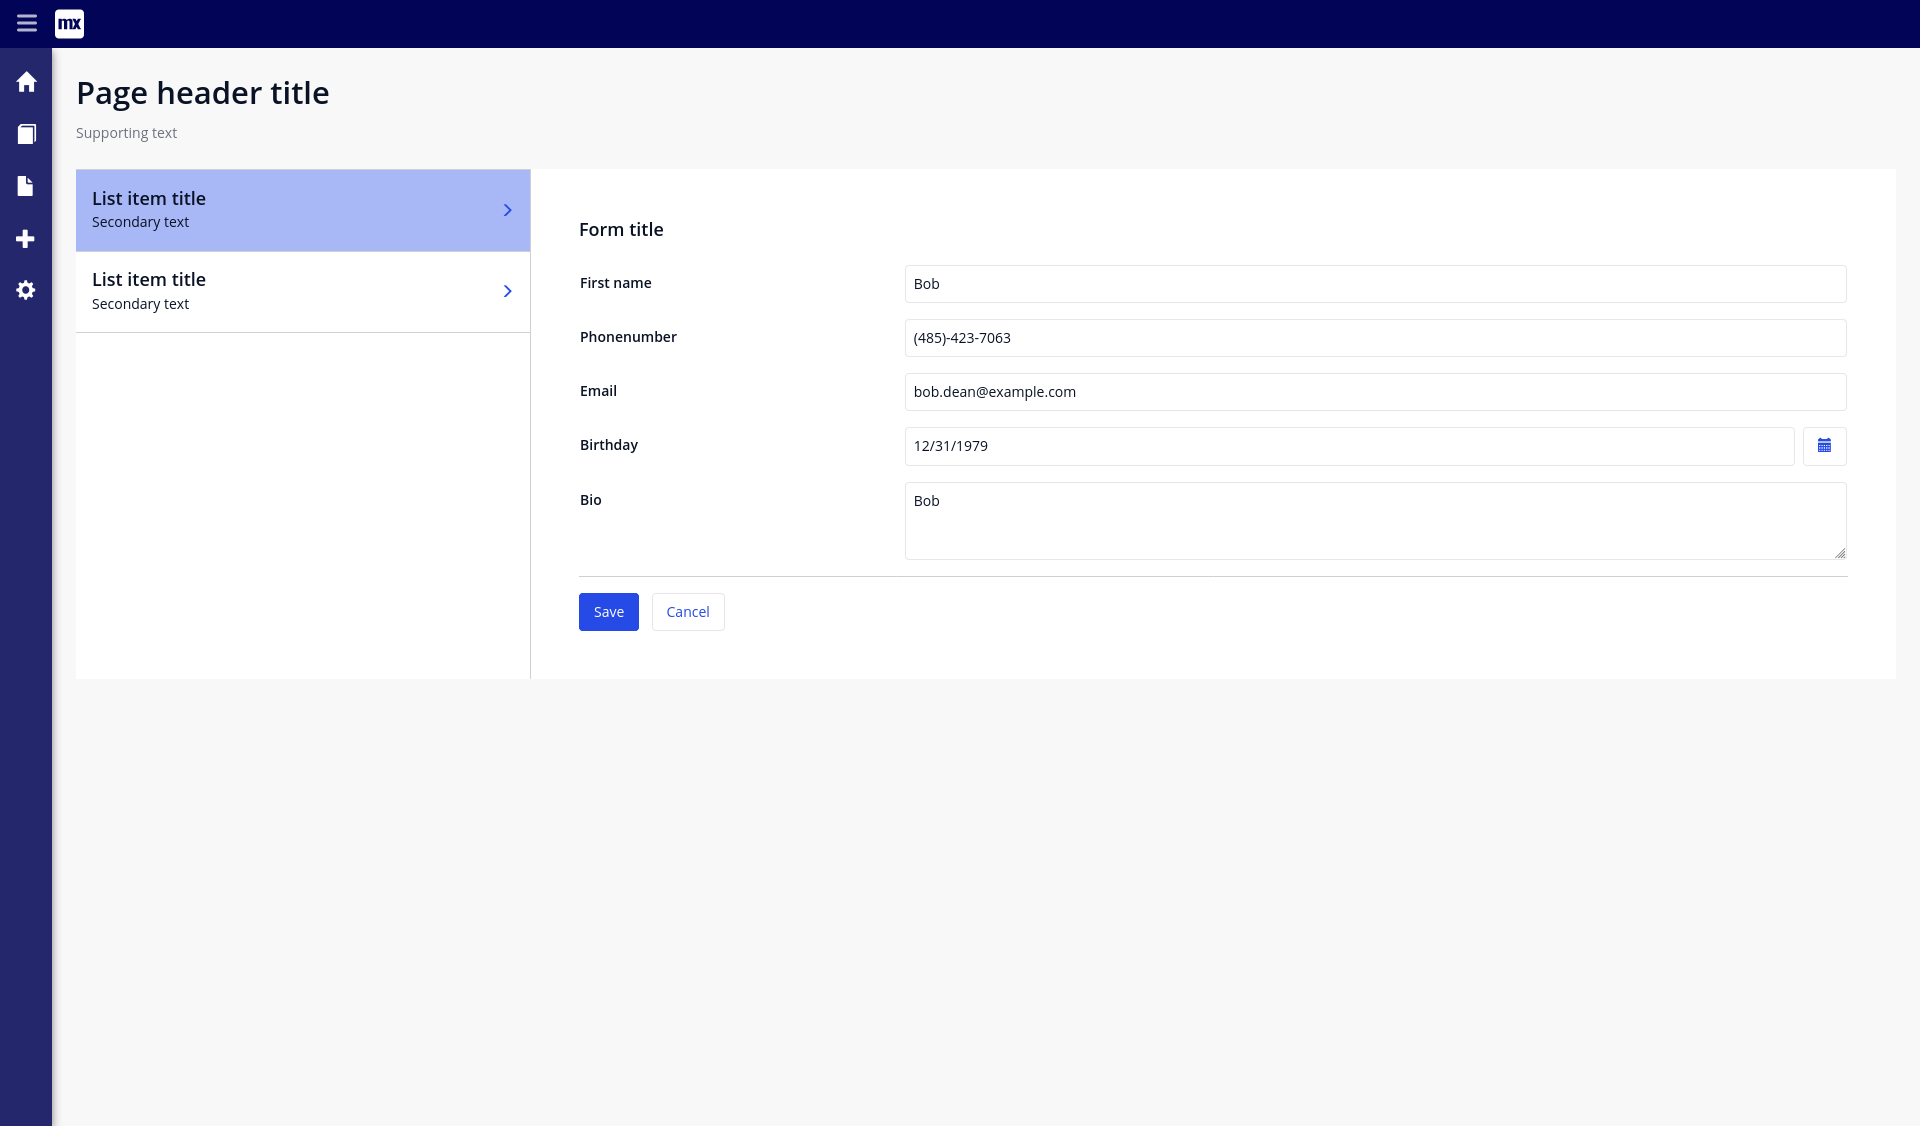 mx
Page header title
Supporting text
List item title
Secondary text
List item title
Secondary text
Form title
First name
Bob
Phonenumber
(485)-423-7063
Email
bob.dean@example.com
Birthday
12/31/1979
Bio
Bob
Save
Cancel